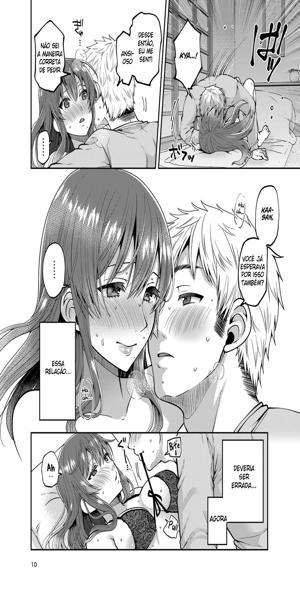 KYA...!
DESDE ENTÃO,
EU ME SENTI
ANSI-
OSO
NÃO SEI
A MANEIRA
CORRETA
DE PEDIR
KAA-
SAN,
VOCÊ JÁ
ESPERAVA
POR ISSO
TAMBÉM?
ESSA
RELAÇÃO...
DEVERIA
SER
ERRADA...
AGORA
Ah
10